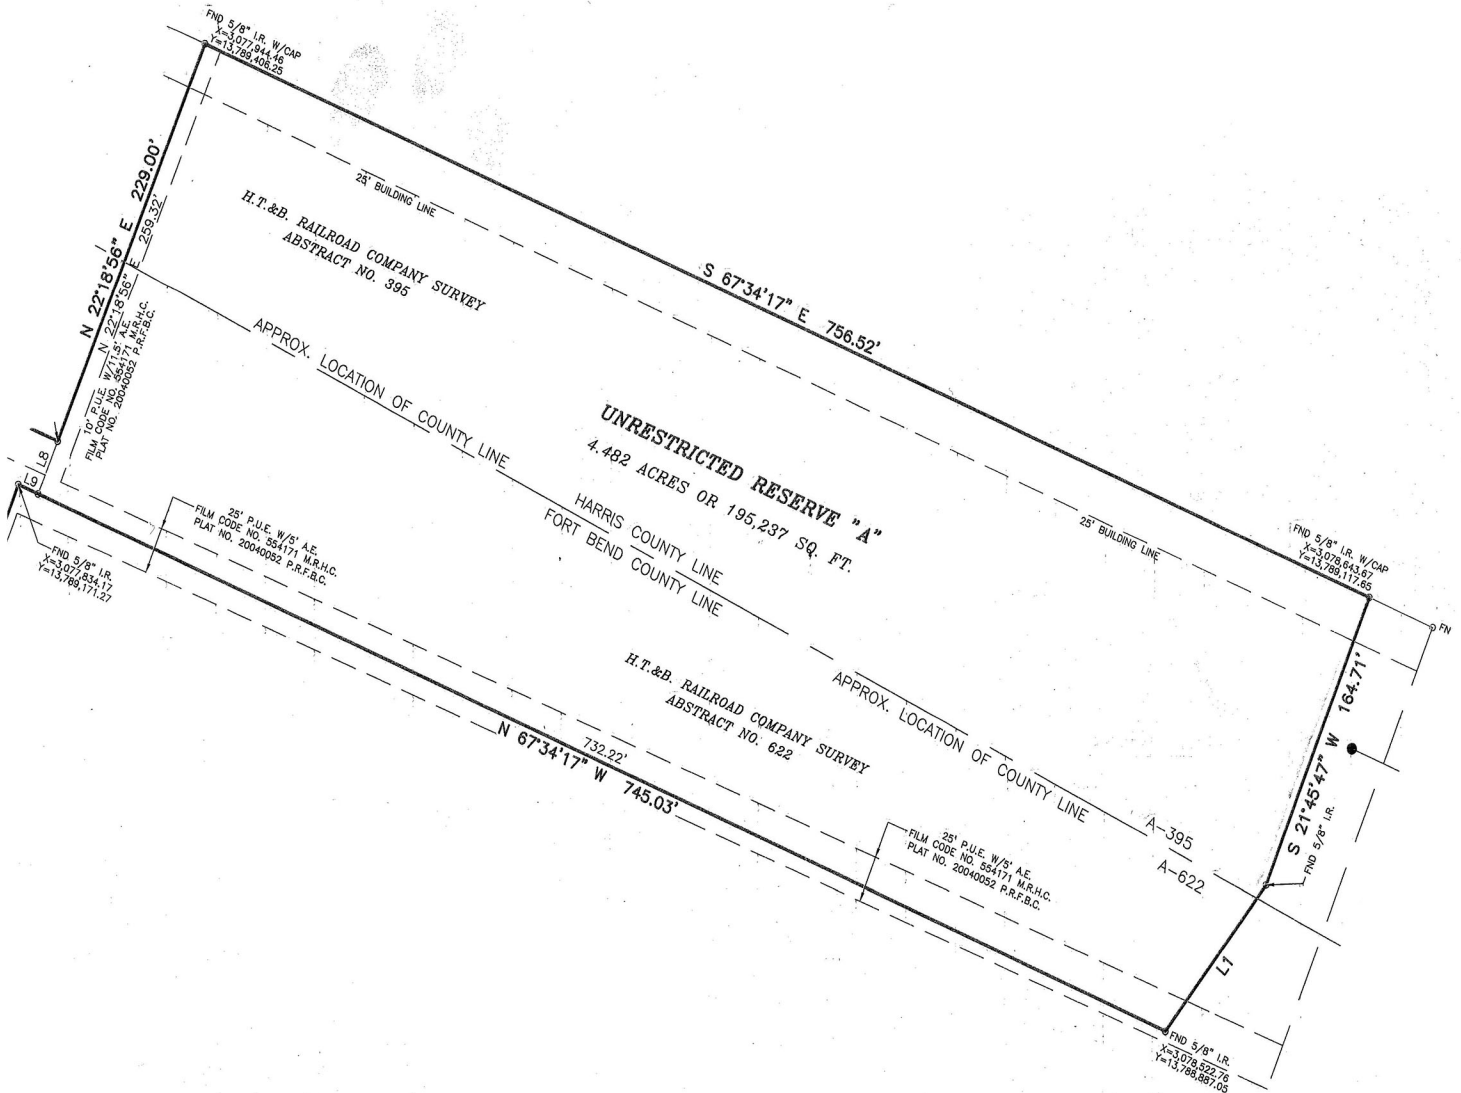 FND 5/8" I.R. W/CAP
X=3,077,944.46
Y=13,789,406.25
N 22°18'56" E 229.00'
N 22°18'56" E 259.32'
10' P.U.E. W/11.5' A.E.
FILM CODE NO. 554171 M.R.H.C.
PLAT NO. 20040052 P.R.F.B.C.
25' BUILDING LINE
H.T.&B. RAILROAD COMPANY SURVEY
ABSTRACT NO. 395
S 67°34'17" E 756.52'
APPROX. LOCATION OF COUNTY LINE
UNRESTRICTED RESERVE "A"
4.482 ACRES OR 195,237 SQ. FT.
HARRIS COUNTY LINE
FORT BEND COUNTY LINE
L8
L9
FND 5/8" I.R.
X=3,077,834.17
Y=13,789,171.27
25' P.U.E. W/5' A.E.
FILM CODE NO. 554171 M.R.H.C.
PLAT NO. 20040052 P.R.F.B.C.
25' BUILDING LINE
FND 5/8" I.R. W/CAP
X=3,078,643.67
Y=13,789,117.65
FN
H.T.&B. RAILROAD COMPANY SURVEY
ABSTRACT NO. 622
APPROX. LOCATION OF COUNTY LINE
S 21°45'47" W 164.71'
732.22'
N 67°34'17" W 745.03'
A-395
A-622
FND 5/8" I.R.
25' P.U.E. W/5' A.E.
FILM CODE NO. 554171 M.R.H.C.
PLAT NO. 20040052 P.R.F.B.C.
L1
FND 5/8" I.R.
X=3,078,522.76
Y=13,788,887.05